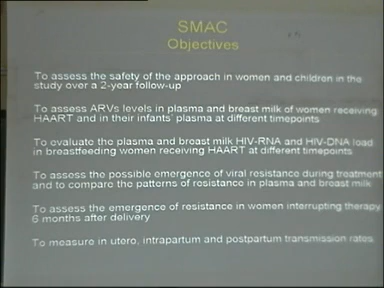 SMAC
Objectives
To assess the safety of the approach in women and children in the
study over a 2-year follow-up
To assess ARVs levels in plasma and breast milk of women receiving
HAART and in their infants' plasma at different timepoints
To evaluate the plasma and breast milk HIV-RNA and HIV-DNA load
in breastfeeding women receiving HAART at different timepoints
To assess the possible emergence of viral resistance during treatment
and to compare the patterns of resistance in plasma and breast milk
To assess the emergence of resistance in women interrupting therapy
6 months after delivery
To measure in utero, intrapartum and postpartum transmission rates